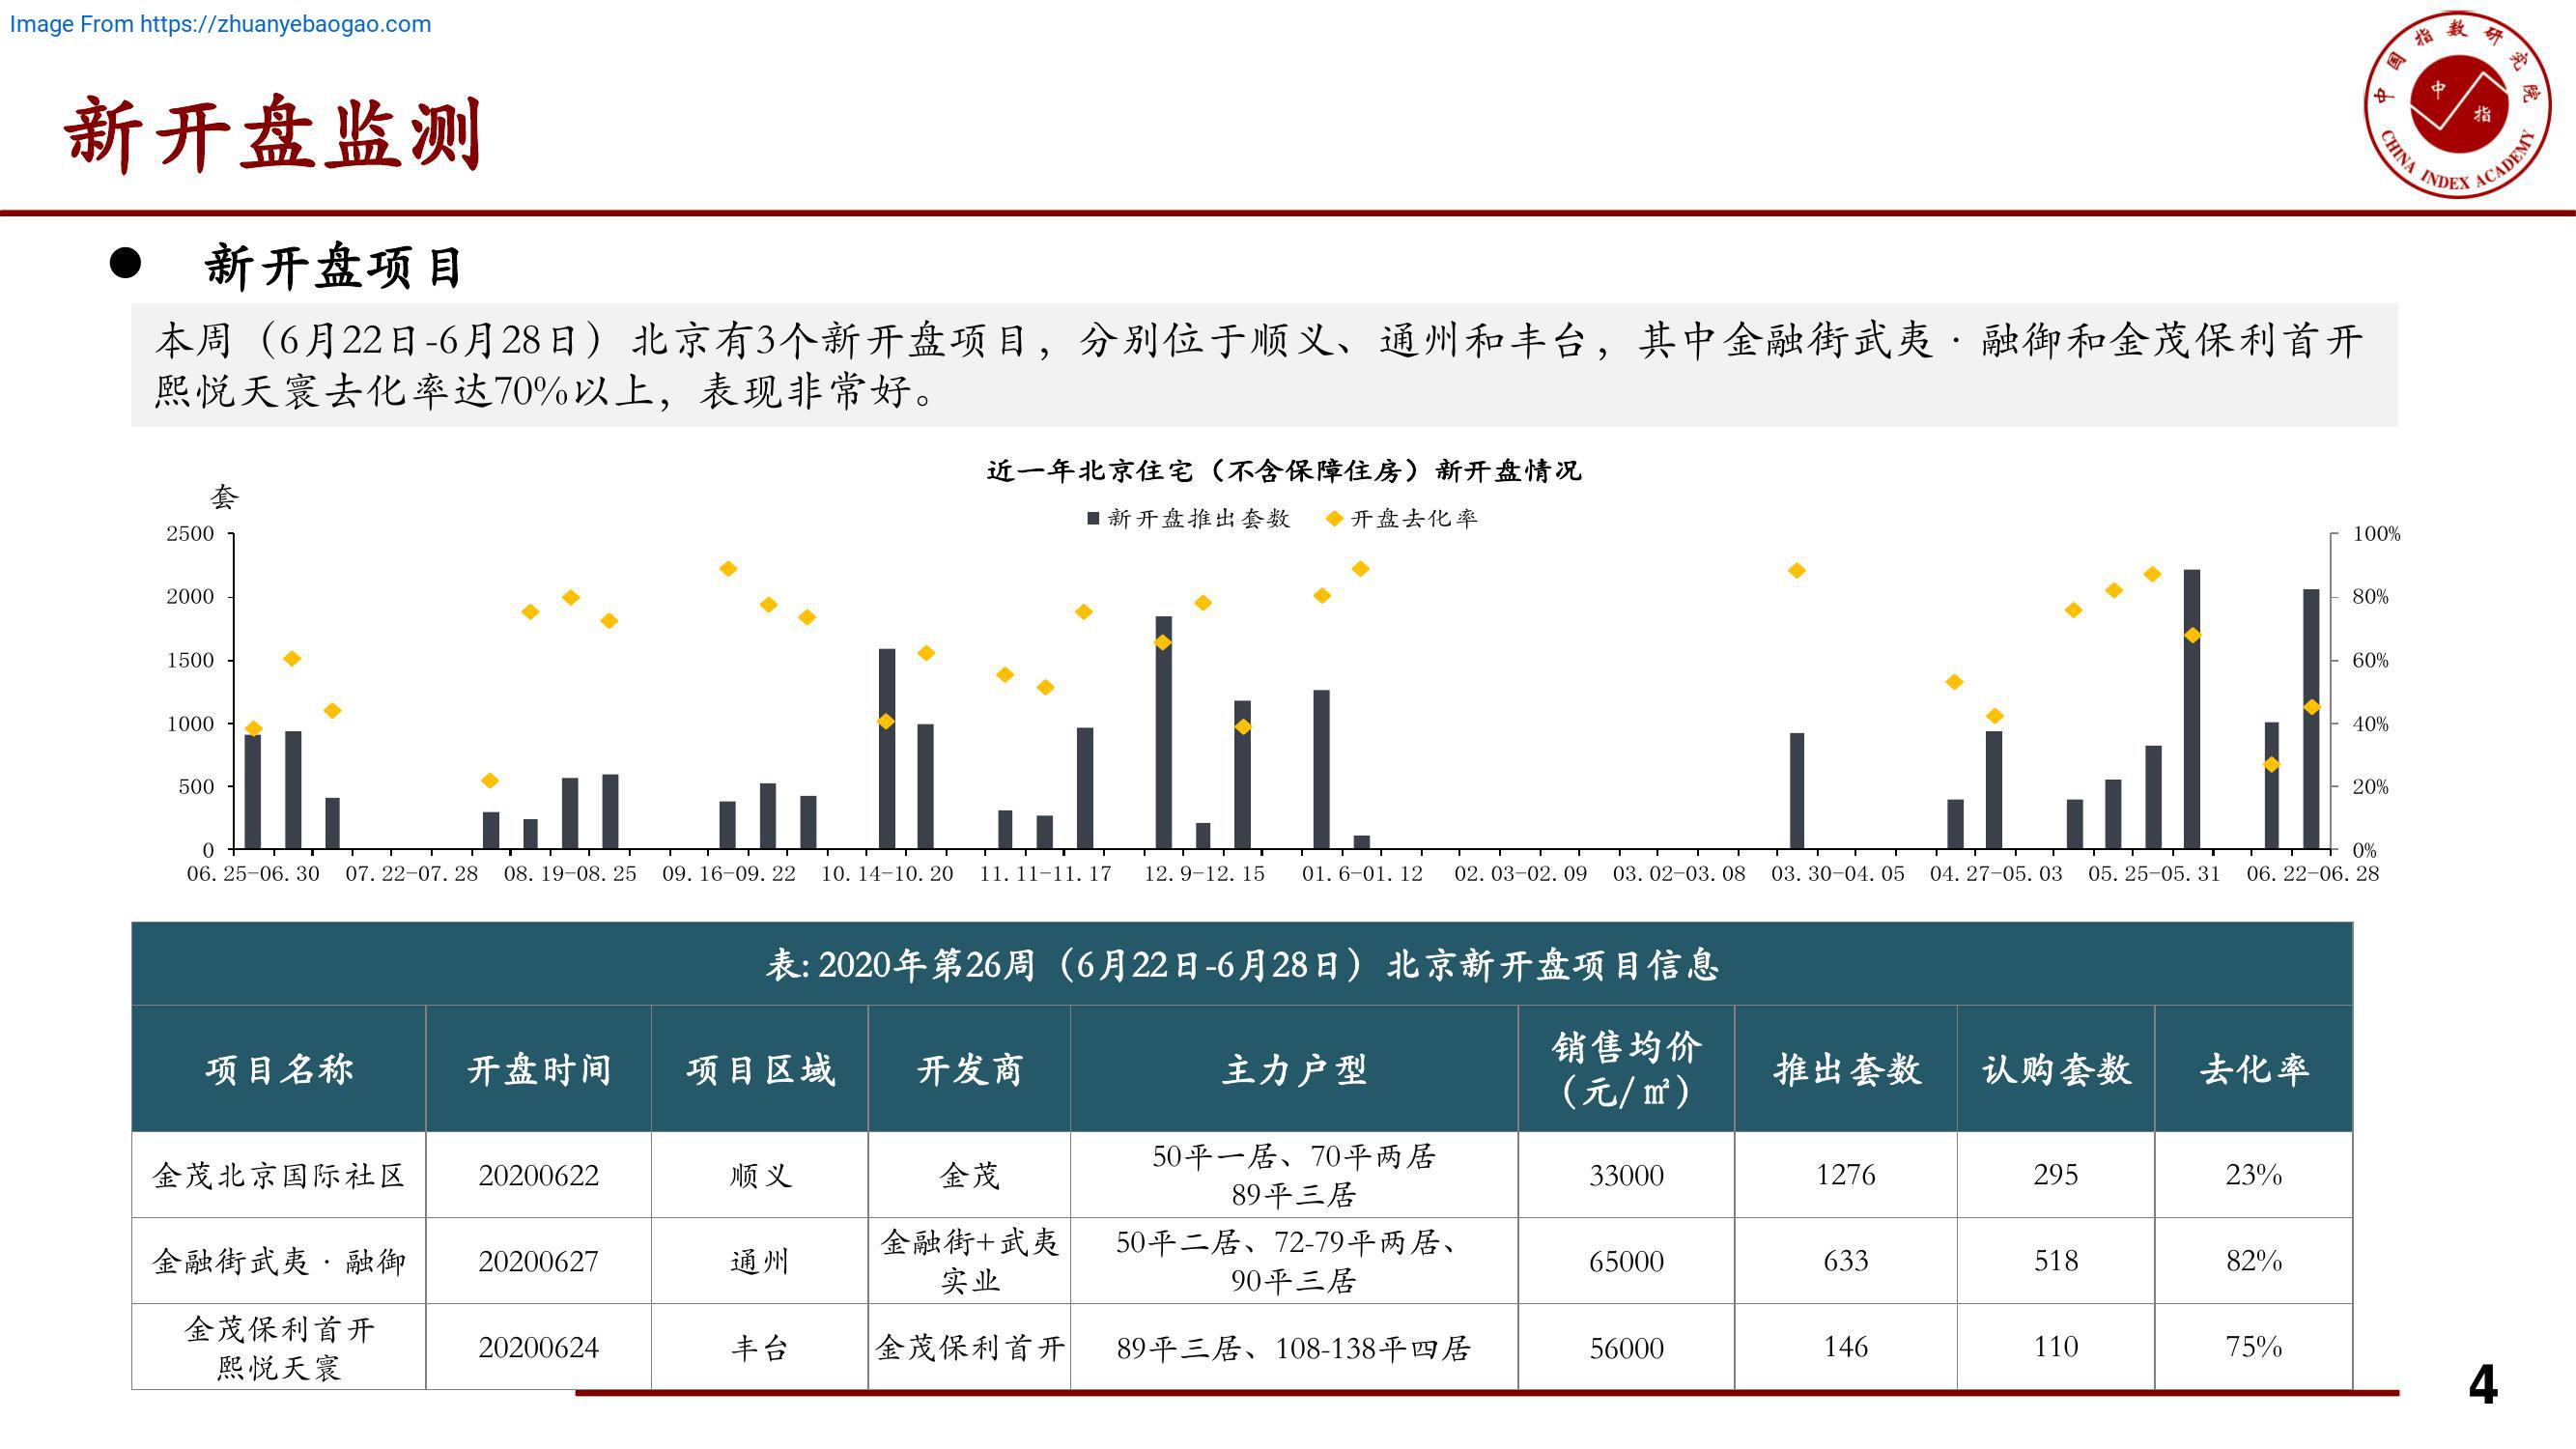 Image From https://zhuanyebaogao.com
中國指数研究院
中
指
CHINA INDEX ACADEMY
新开盘监测
● 新开盘项目
本周（6月22日-6月28日）北京有3个新开盘项目，分别位于顺义、通州和丰台，其中金融街武夷·融御和金茂保利首开
熙悦天寰去化率达70%以上，表现非常好。
近一年北京住宅（不含保障住房）新开盘情况
套
新开盘推出套数 开盘去化率
2500
2000
1500
1000
500
0
100%
80%
60%
40%
20%
0%
06.25-06.30 07.22-07.28 08.19-08.25 09.16-09.22 10.14-10.20 11.11-11.17 12.9-12.15 01.6-01.12 02.03-02.09 03.02-03.08 03.30-04.05 04.27-05.03 05.25-05.31 06.22-06.28
表: 2020年第26周（6月22日-6月28日）北京新开盘项目信息
项目名称 开盘时间 项目区域 开发商 主力户型 销售均价 推出套数 认购套数 去化率
（元/㎡）
金茂北京国际社区 20200622 顺义 金茂 50平一居、70平两居 33000 1276 295 23%
89平三居
金融街武夷·融御 20200627 通州 金融街+武夷 50平二居、72-79平两居、 65000 633 518 82%
实业 90平三居
金茂保利首开 20200624 丰台 金茂保利首开 89平三居、108-138平四居 56000 146 110 75%
熙悦天寰
4